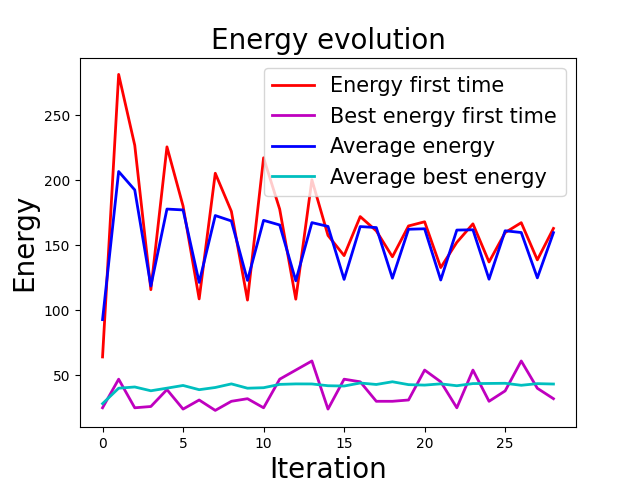 Energy evolution
Energy first time
Best energy first time
Average energy
Average best energy
Energy
250
200
150
100
50
0 5 10 15 20 25
Iteration